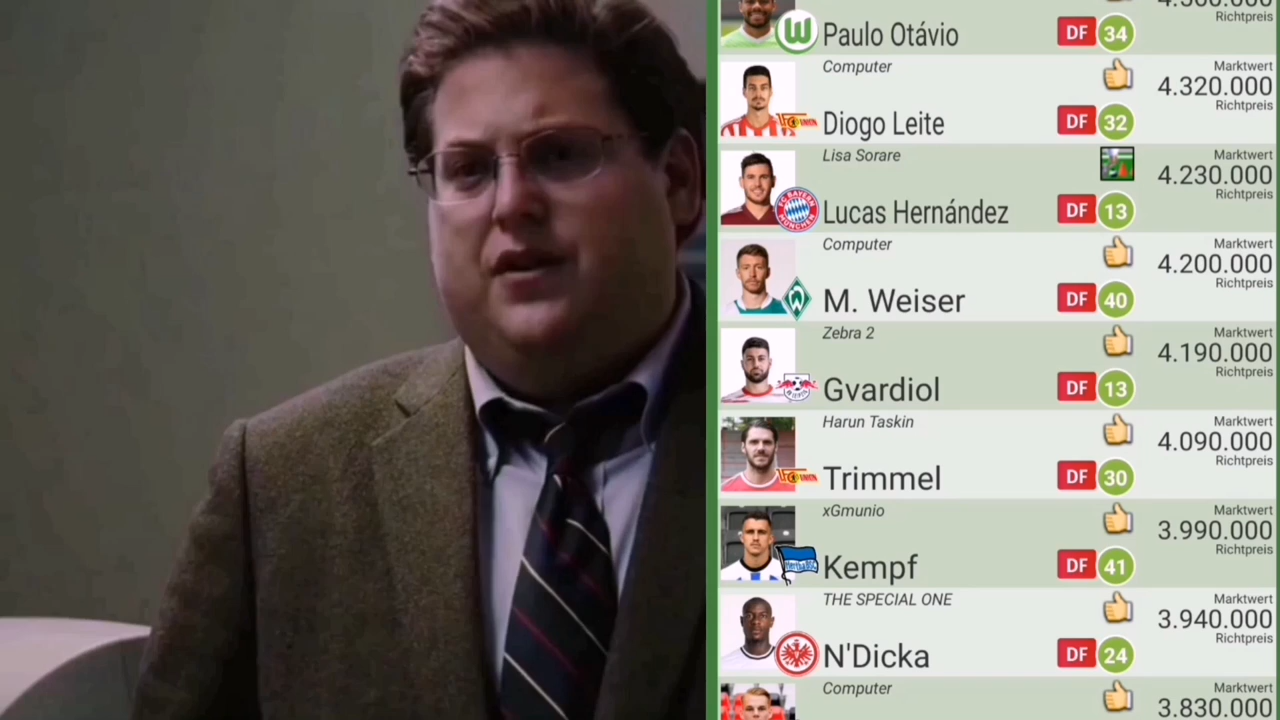 4.360.000
Richtpreis
Paulo Otávio
DF 34
Computer
Marktwert
4.320.000
Richtpreis
Diogo Leite
DF 32
Lisa Sorare
Marktwert
4.230.000
Richtpreis
Lucas Hernández
DF 13
Computer
Marktwert
4.200.000
Richtpreis
M. Weiser
DF 40
Zebra 2
Marktwert
4.190.000
Richtpreis
Gvardiol
DF 13
Harun Taskin
Marktwert
4.090.000
Richtpreis
Trimmel
DF 30
xGmunio
Marktwert
3.990.000
Richtpreis
Kempf
DF 41
THE SPECIAL ONE
Marktwert
3.940.000
Richtpreis
N'Dicka
DF 24
Computer
Marktwert
3.830.000